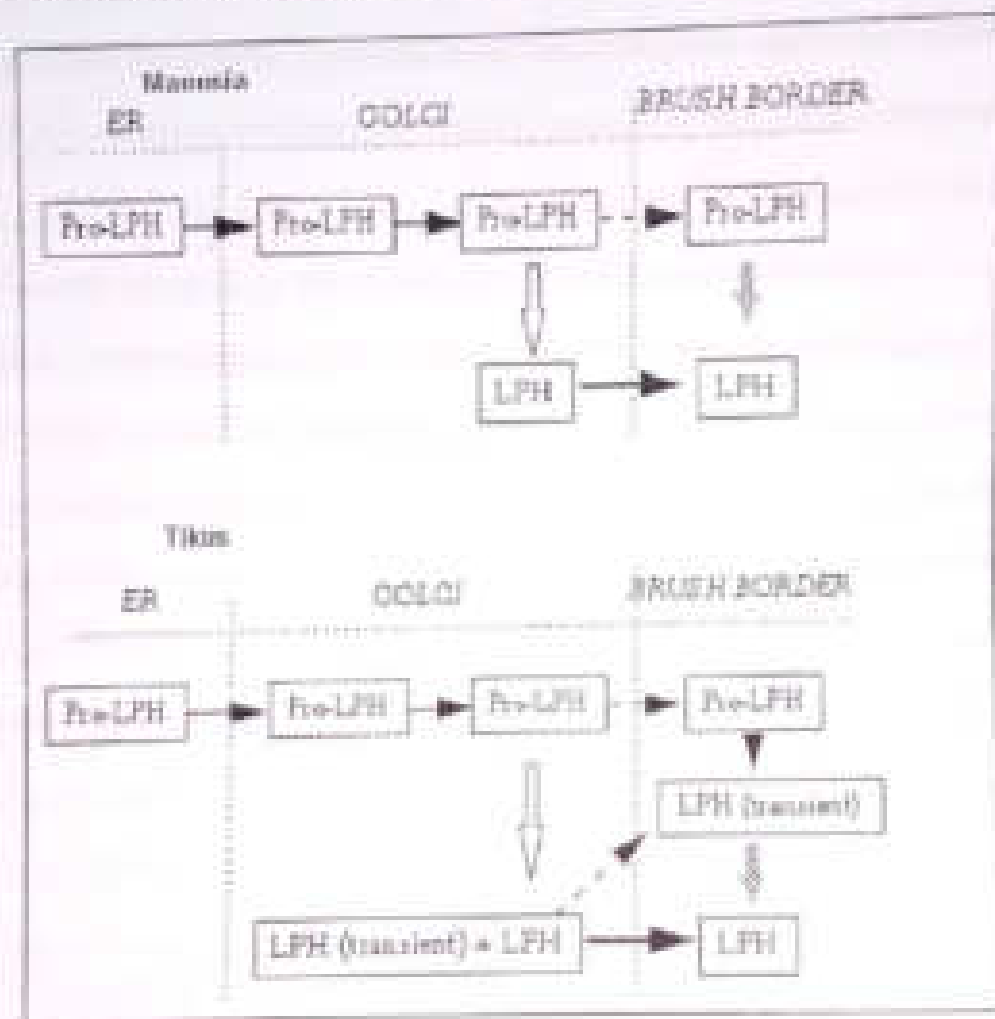 Manusia
ER GOLGI BRUSH BORDER
Pro-LPH Pro-LPH Pro-LPH Pro-LPH
LPH LPH
Tikus
ER GOLGI BRUSH BORDER
Pro-LPH Pro-LPH Pro-LPH Pro-LPH
LPH (transient)
LPH (transient) + LPH LPH